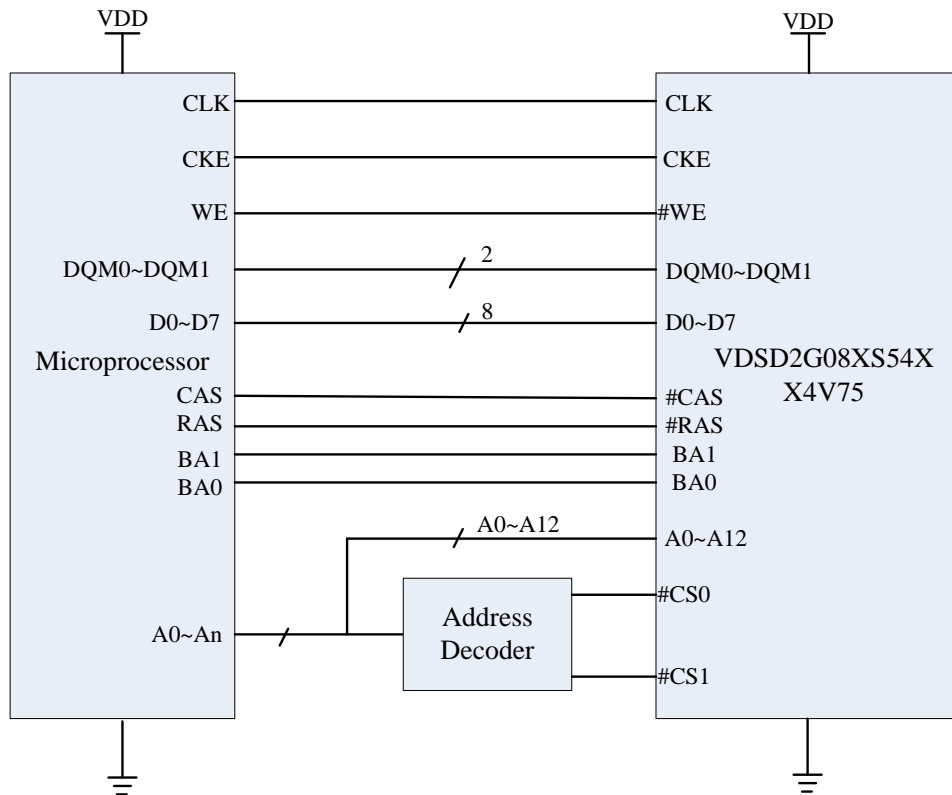 VDD VDD
CLK CLK
CKE CKE
WE #WE
DQM0~DQM1 2 DQM0~DQM1
D0~D7 8 D0~D7
Microprocessor VDSD2G08XS54X
X4V75
CAS #CAS
RAS #RAS
BA1 BA1
BA0 BA0
A0~A12 A0~A12
#CS0
Address
Decoder
A0~An
#CS1